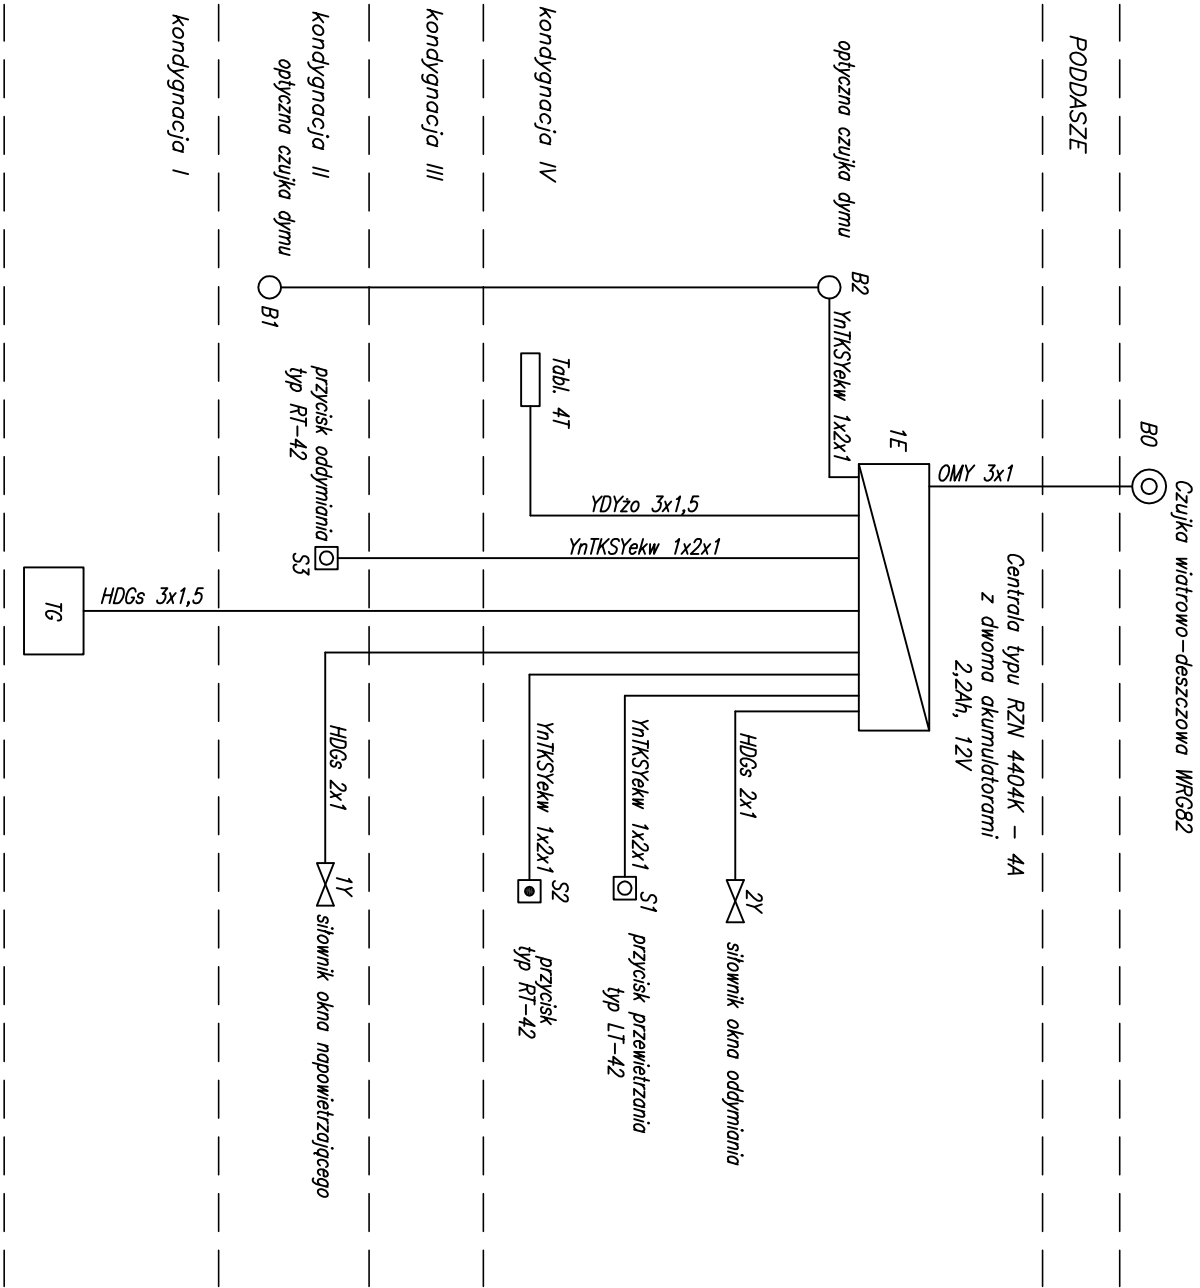 B0
Czujka wiatrowo-deszczowa WRG82
PODDASZE
OMY 3x1
Centrala typu RZN 4404K - 4A
z dwoma akumulatorami
2,2Ah, 12V
1E
optyczna czujka dymu
B2
YnTKSYekw 1x2x1
2Y
siłownik okna oddymiania
HDGs 2x1
S1
przycisk przewietrzania
typ LT-42
YnTKSYekw 1x2x1
kondygnacja IV
Tabl. 4T
YDYżo 3x1,5
YnTKSYekw 1x2x1
S2
przycisk
typ RT-42
YnTKSYekw 1x2x1
kondygnacja III
kondygnacja II
optyczna czujka dymu
B1
przycisk oddymiania
typ RT-42
S3
HDGs 2x1
1Y
siłownik okna napowietrzającego
kondygnacja I
HDGs 3x1,5
TG